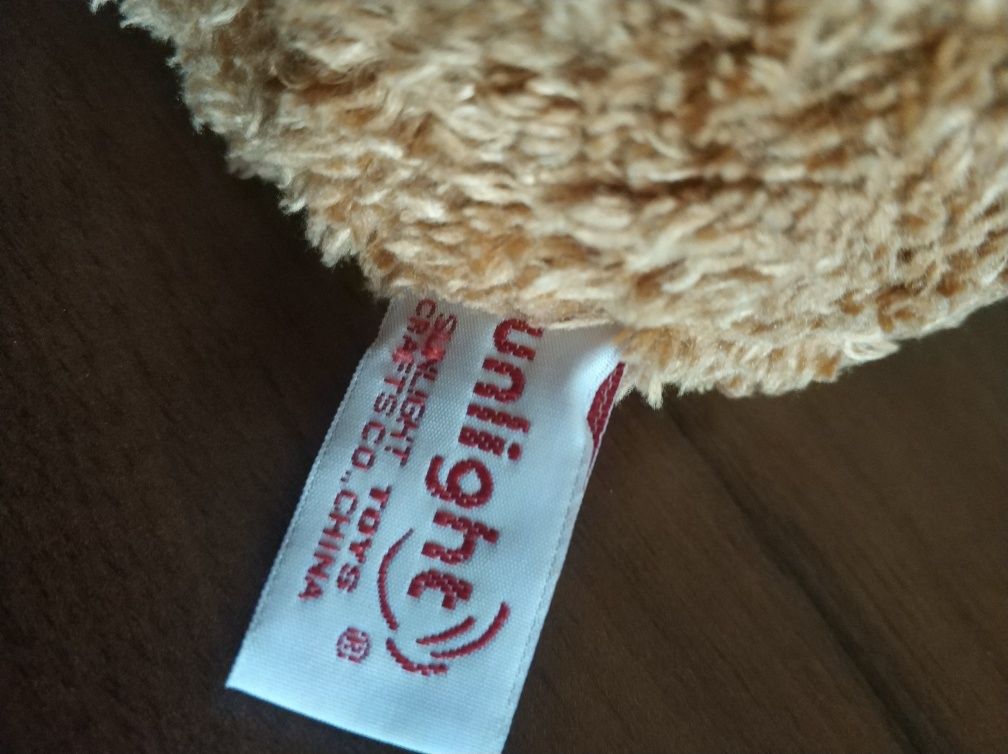 unlight
SUNLIGHT TOYS
CRAFTS CO., CHINA
®